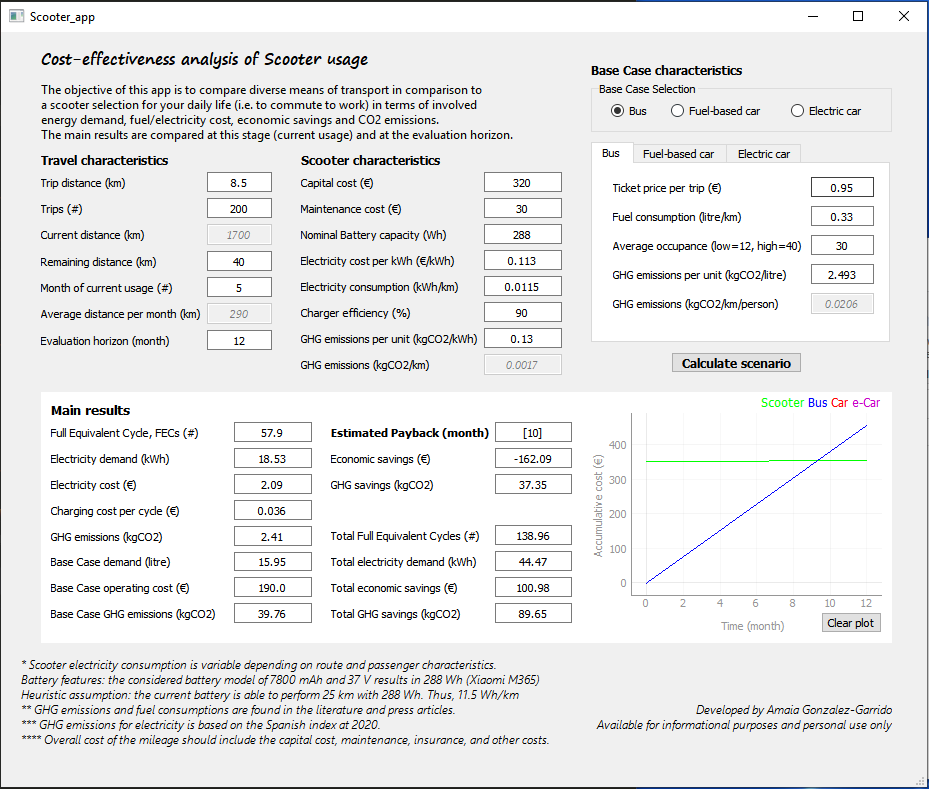 Scooter_app
Cost-effectiveness analysis of Scooter usage
The objective of this app is to compare diverse means of transport in comparison to
a scooter selection for your daily life (i.e. to commute to work) in terms of involved
energy demand, fuel/electricity cost, economic savings and CO2 emissions.
The main results are compared at this stage (current usage) and at the evaluation horizon.
Travel characteristics
Trip distance (km) 8.5
Trips (#) 200
Current distance (km) 1700
Remaining distance (km) 40
Month of current usage (#) 5
Average distance per month (km) 290
Evaluation horizon (month) 12
Scooter characteristics
Capital cost (€) 320
Maintenance cost (€) 30
Nominal Battery capacity (Wh) 288
Electricity cost per kWh (€/kWh) 0.113
Electricity consumption (kWh/km) 0.0115
Charger efficiency (%) 90
GHG emissions per unit (kgCO2/kWh) 0.13
GHG emissions (kgCO2/km) 0.0017
Base Case characteristics
Base Case Selection
Bus Fuel-based car Electric car
Bus Fuel-based car Electric car
Ticket price per trip (€) 0.95
Fuel consumption (litre/km) 0.33
Average occupance (low=12, high=40) 30
GHG emissions per unit (kgCO2/litre) 2.493
GHG emissions (kgCO2/km/person) 0.0206
Calculate scenario
Main results
Full Equivalent Cycle, FECs (#) 57.9
Electricity demand (kWh) 18.53
Electricity cost (€) 2.09
Charging cost per cycle (€) 0.036
GHG emissions (kgCO2) 2.41
Base Case demand (litre) 15.95
Base Case operating cost (€) 190.0
Base Case GHG emissions (kgCO2) 39.76
Estimated Payback (month) [10]
Economic savings (€) -162.09
GHG savings (kgCO2) 37.35
Total Full Equivalent Cycles (#) 138.96
Total electricity demand (kWh) 44.47
Total economic savings (€) 100.98
Total GHG savings (kgCO2) 89.65
Scooter Bus Car e-Car
Accumulative cost (€)
400
300
200
100
0
0 2 4 6 8 10 12
Time (month)
Clear plot
* Scooter electricity consumption is variable depending on route and passenger characteristics.
Battery features: the considered battery model of 7800 mAh and 37 V results in 288 Wh (Xiaomi M365)
Heuristic assumption: the current battery is able to perform 25 km with 288 Wh. Thus, 11.5 Wh/km
** GHG emissions and fuel consumptions are found in the literature and press articles.
*** GHG emissions for electricity is based on the Spanish index at 2020.
**** Overall cost of the mileage should include the capital cost, maintenance, insurance, and other costs.
Developed by Amaia Gonzalez-Garrido
Available for informational purposes and personal use only